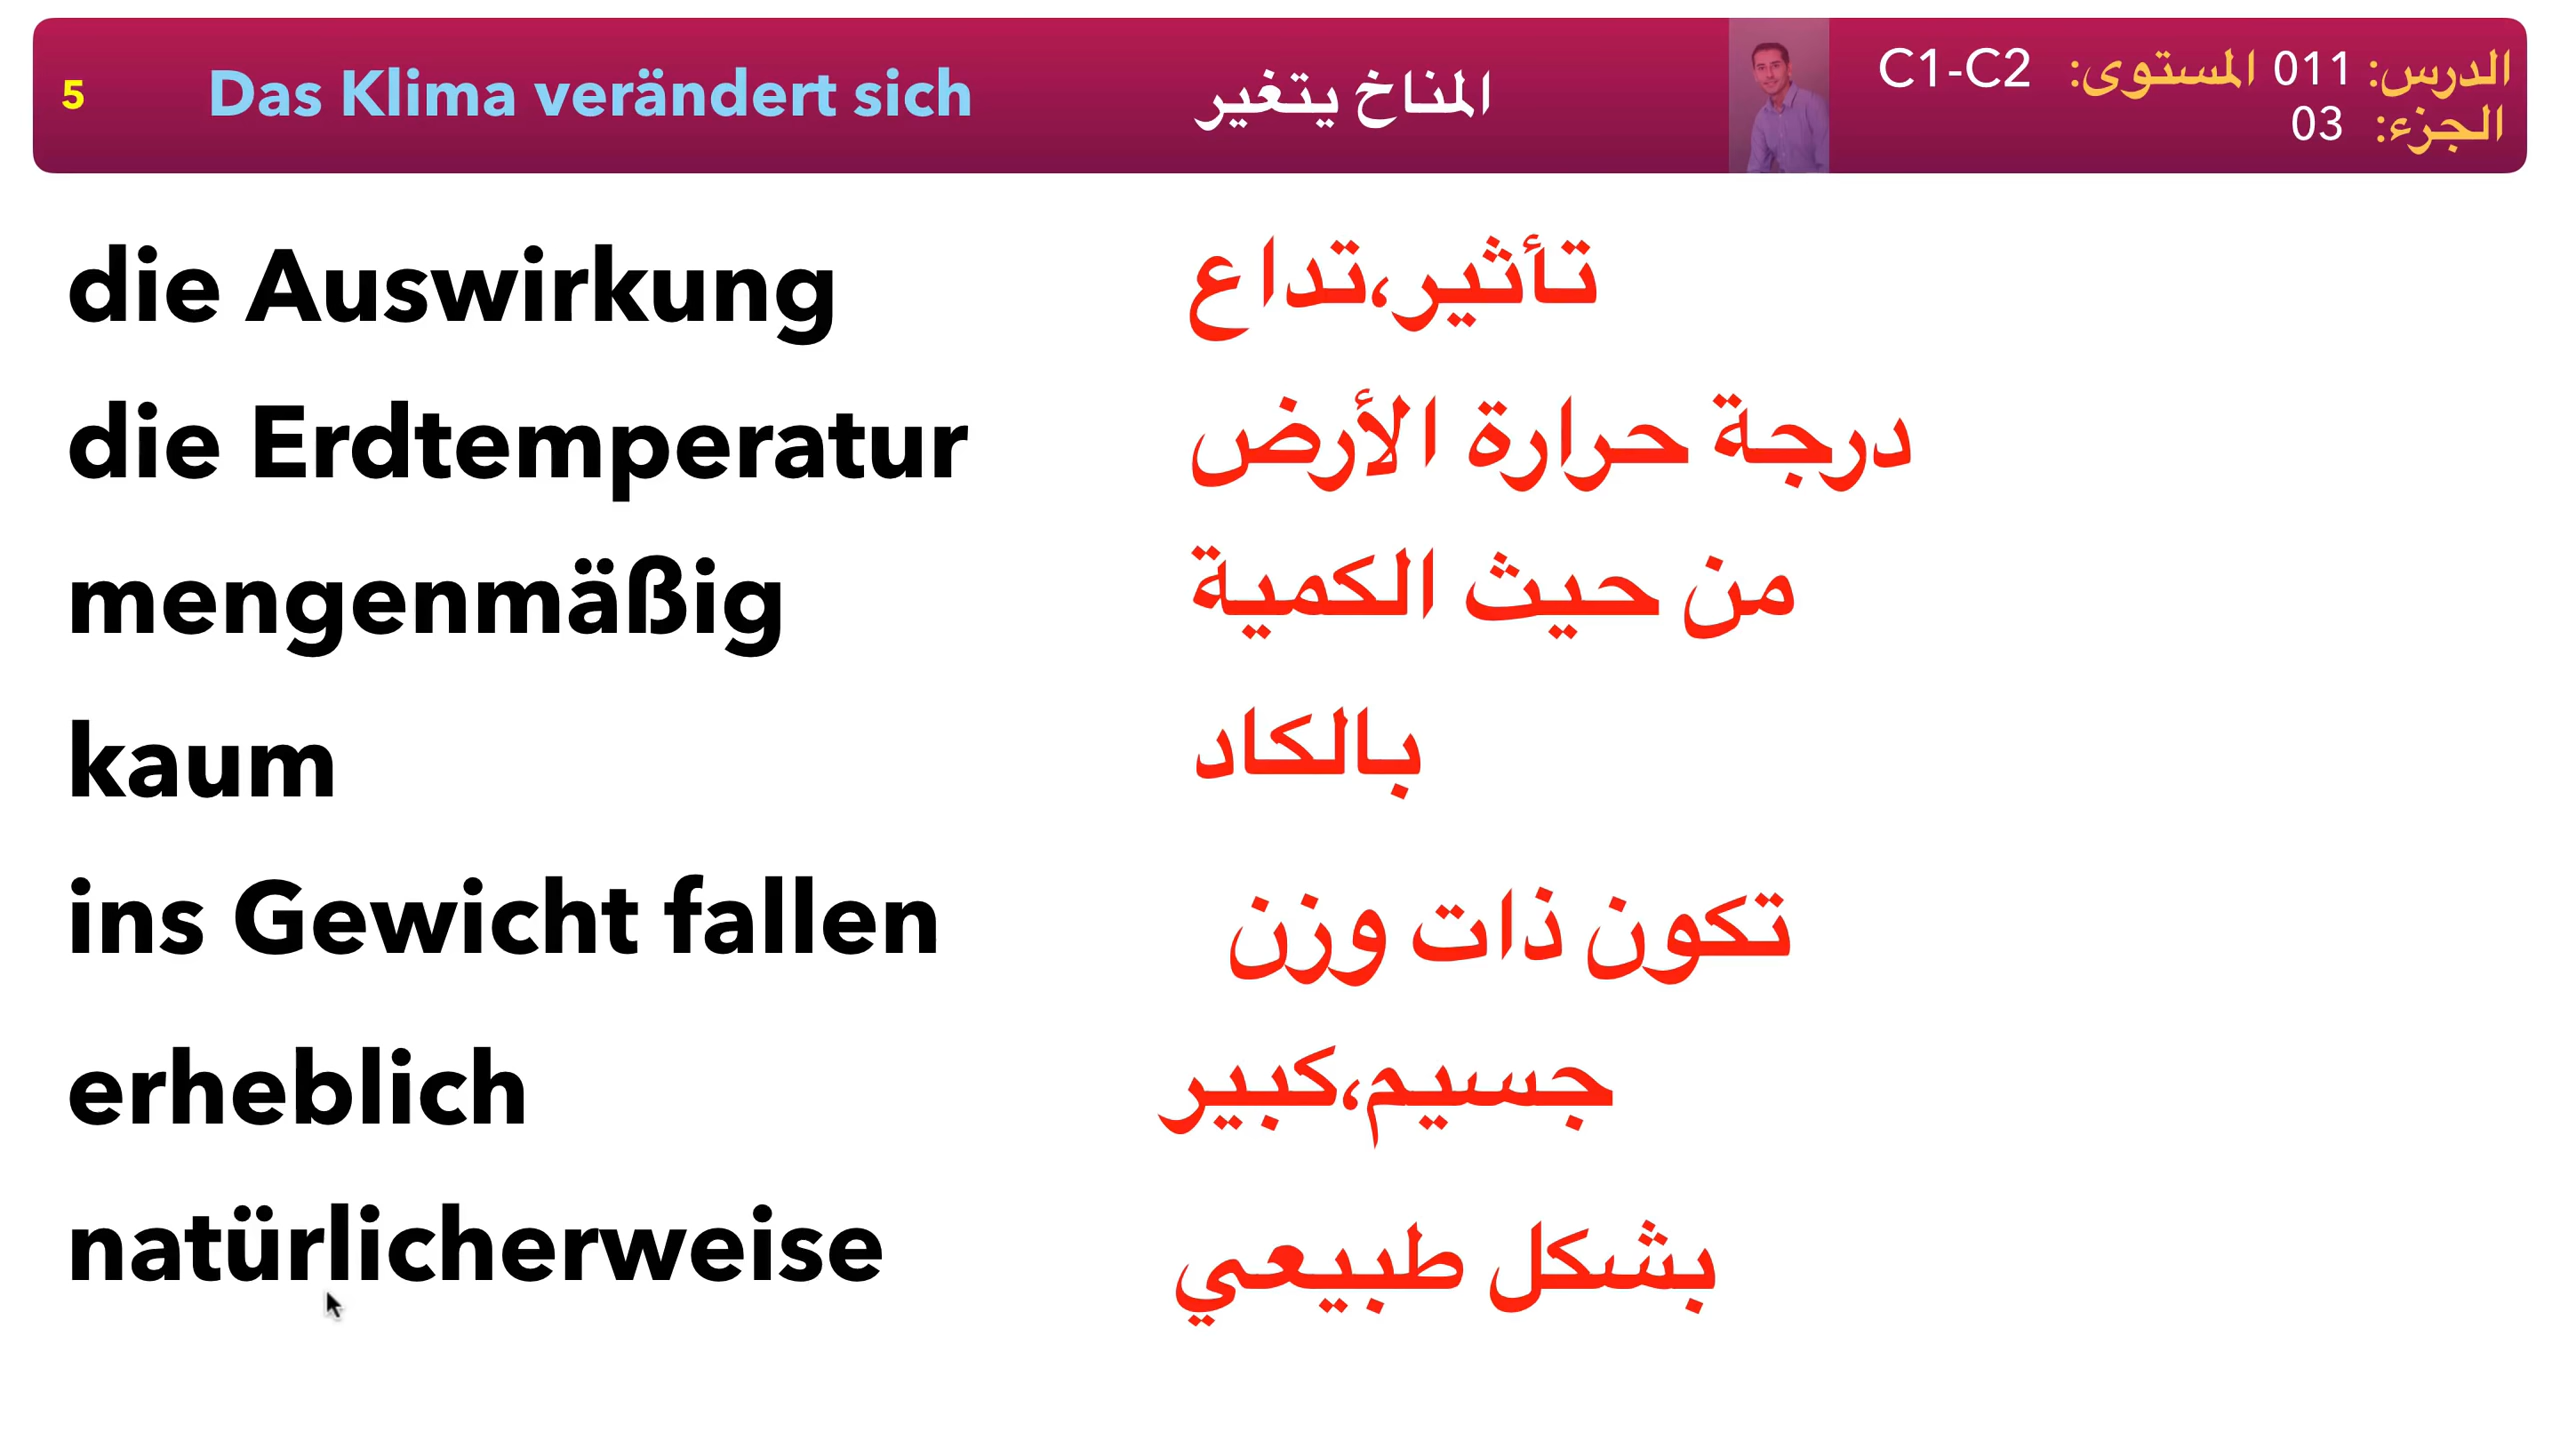 5 Das Klima verändert sich المناخ يتغير الدرس: 011 المستوى: C1-C2
الجزء: 03
die Auswirkung تأثير،تداع
die Erdtemperatur درجة حرارة الأرض
mengenmäßig من حيث الكمية
kaum بالكاد
ins Gewicht fallen تكون ذات وزن
erheblich جسيم،كبير
natürlicherweise بشكل طبيعي